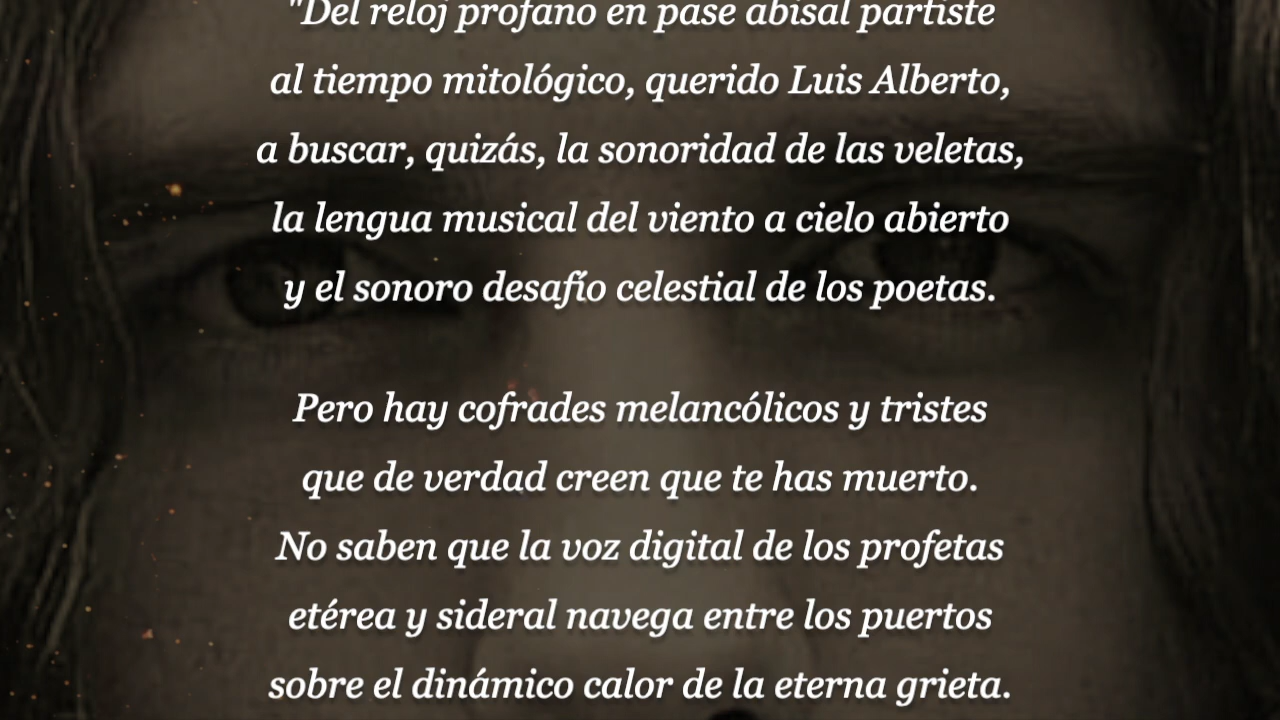 "Del reloj profano en pase abisal partiste
al tiempo mitológico, querido Luis Alberto,
a buscar, quizás, la sonoridad de las veletas,
la lengua musical del viento a cielo abierto
y el sonoro desafío celestial de los poetas.
Pero hay cofrades melancólicos y tristes
que de verdad creen que te has muerto.
No saben que la voz digital de los profetas
etérea y sideral navega entre los puertos
sobre el dinámico calor de la eterna grieta.